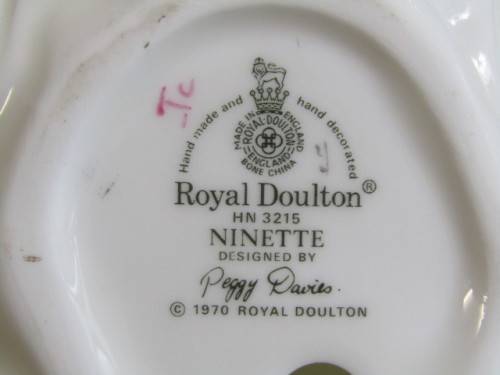 Tc
Hand made and hand decorated
MADE IN ENGLAND
ROYAL·DOULTON
ENGLAND
BONE CHINA
Royal Doulton®
HN 3215
NINETTE
DESIGNED BY
Peggy Davies.
© 1970 ROYAL DOULTON